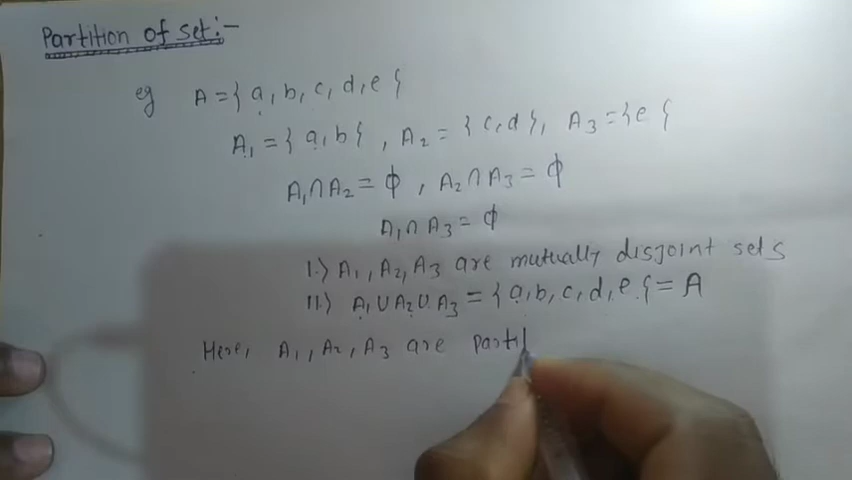 Partition of set:-
eg A = { a, b, c, d, e }
A₁ = { a, b }, A₂ = { c, d }, A₃ = { e }
A₁ ∩ A₂ = ϕ, A₂ ∩ A₃ = ϕ
A₁ ∩ A₃ = ϕ
I.) A₁, A₂, A₃ are mutually disjoint sets
II.) A₁ ∪ A₂ ∪ A₃ = { a, b, c, d, e } = A
Here, A₁, A₂, A₃ are parti